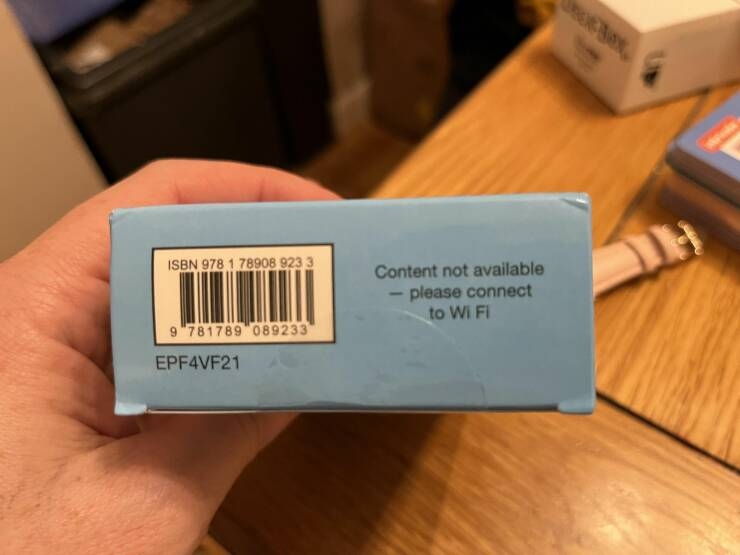 ISBN 978 1 78908 923 3
9 781789 089233
EPF4VF21
Content not available
— please connect
to Wi Fi